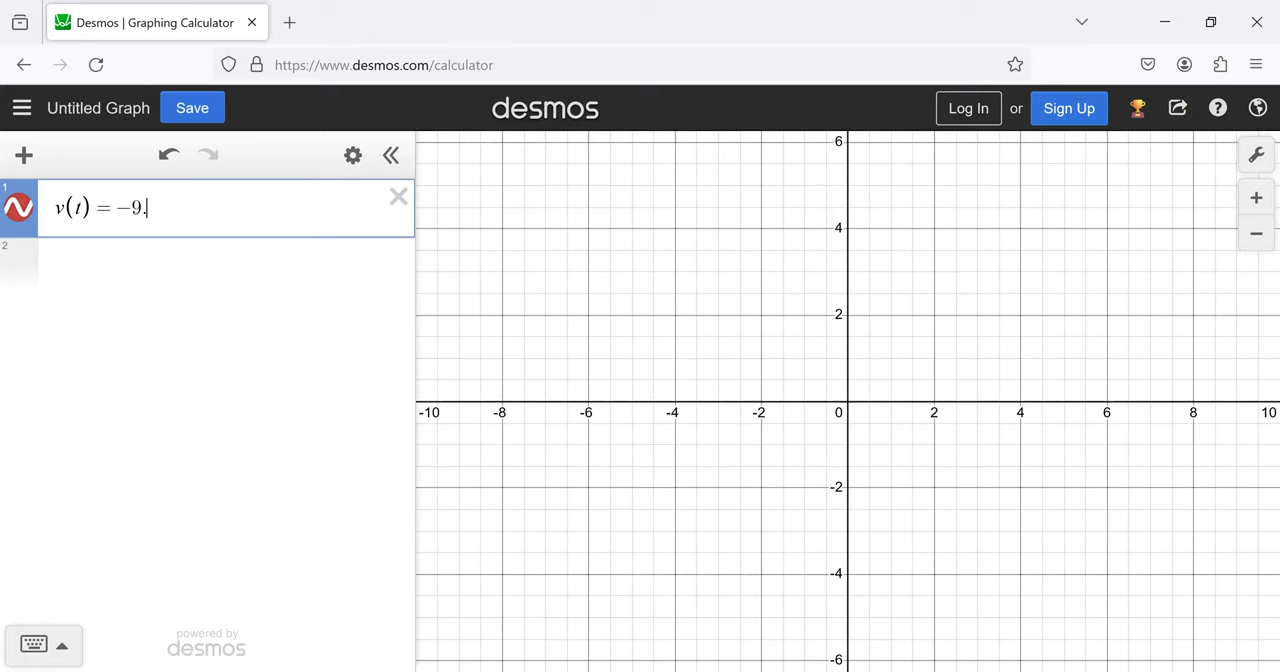 Desmos | Graphing Calculator
https://www.desmos.com/calculator
Untitled Graph Save desmos Log In or Sign Up
1
v(t) = −9.
2
6
4
2
-10 -8 -6 -4 -2 0 2 4 6 8 10
-2
-4
-6
powered by
desmos